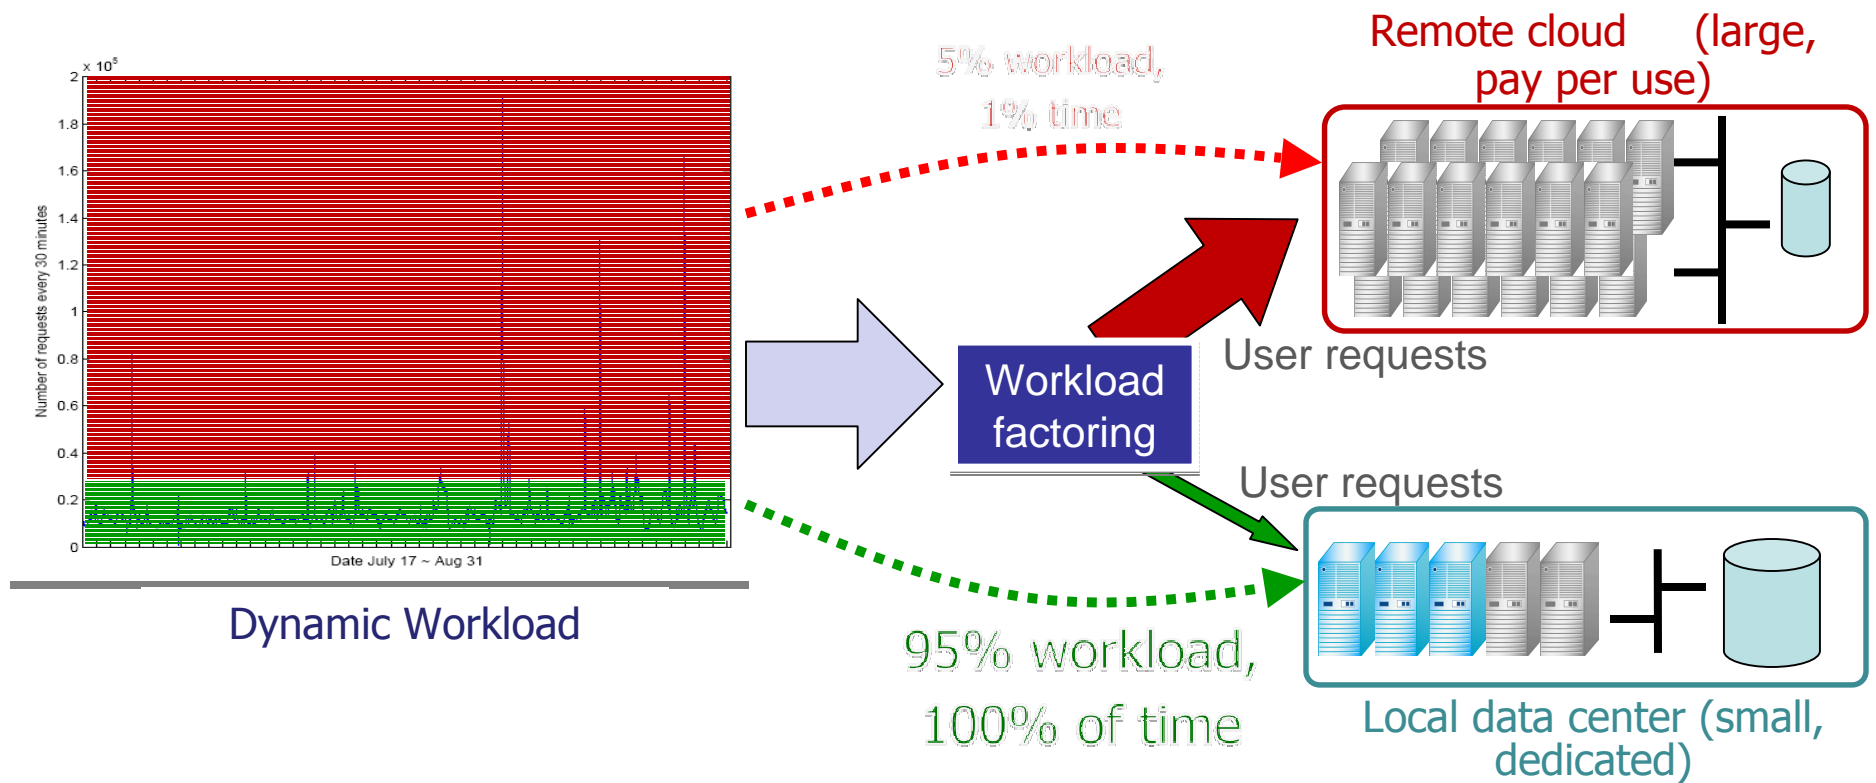 Remote cloud (large,
pay per use)
5% workload,
1% time
× 10⁵
2
1.8
1.6
1.4
1.2
1
0.8
0.6
0.4
0.2
0
Number of requests every 30 minutes
Date July 17 ~ Aug 31
Dynamic Workload
Workload
factoring
User requests
User requests
95% workload,
100% of time
Local data center (small,
dedicated)